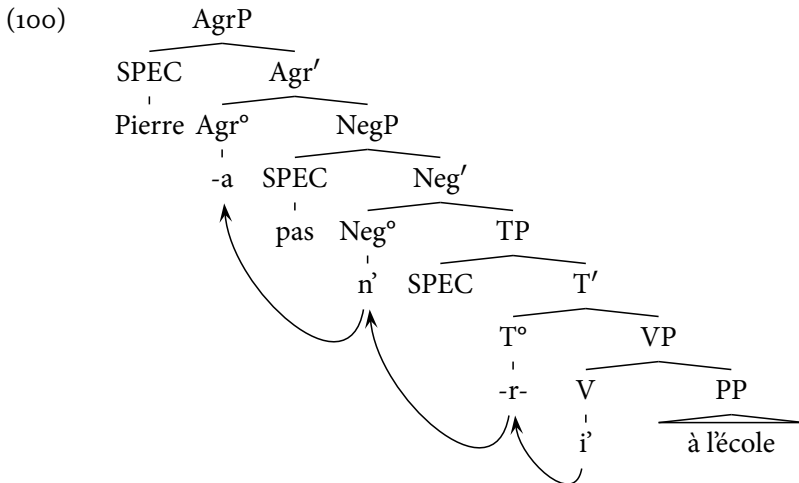 (100) AgrP
SPEC Agr′
Pierre Agr° NegP
-a SPEC Neg′
pas Neg° TP
n’ SPEC T′
T° VP
-r- V PP
i’ à l'école